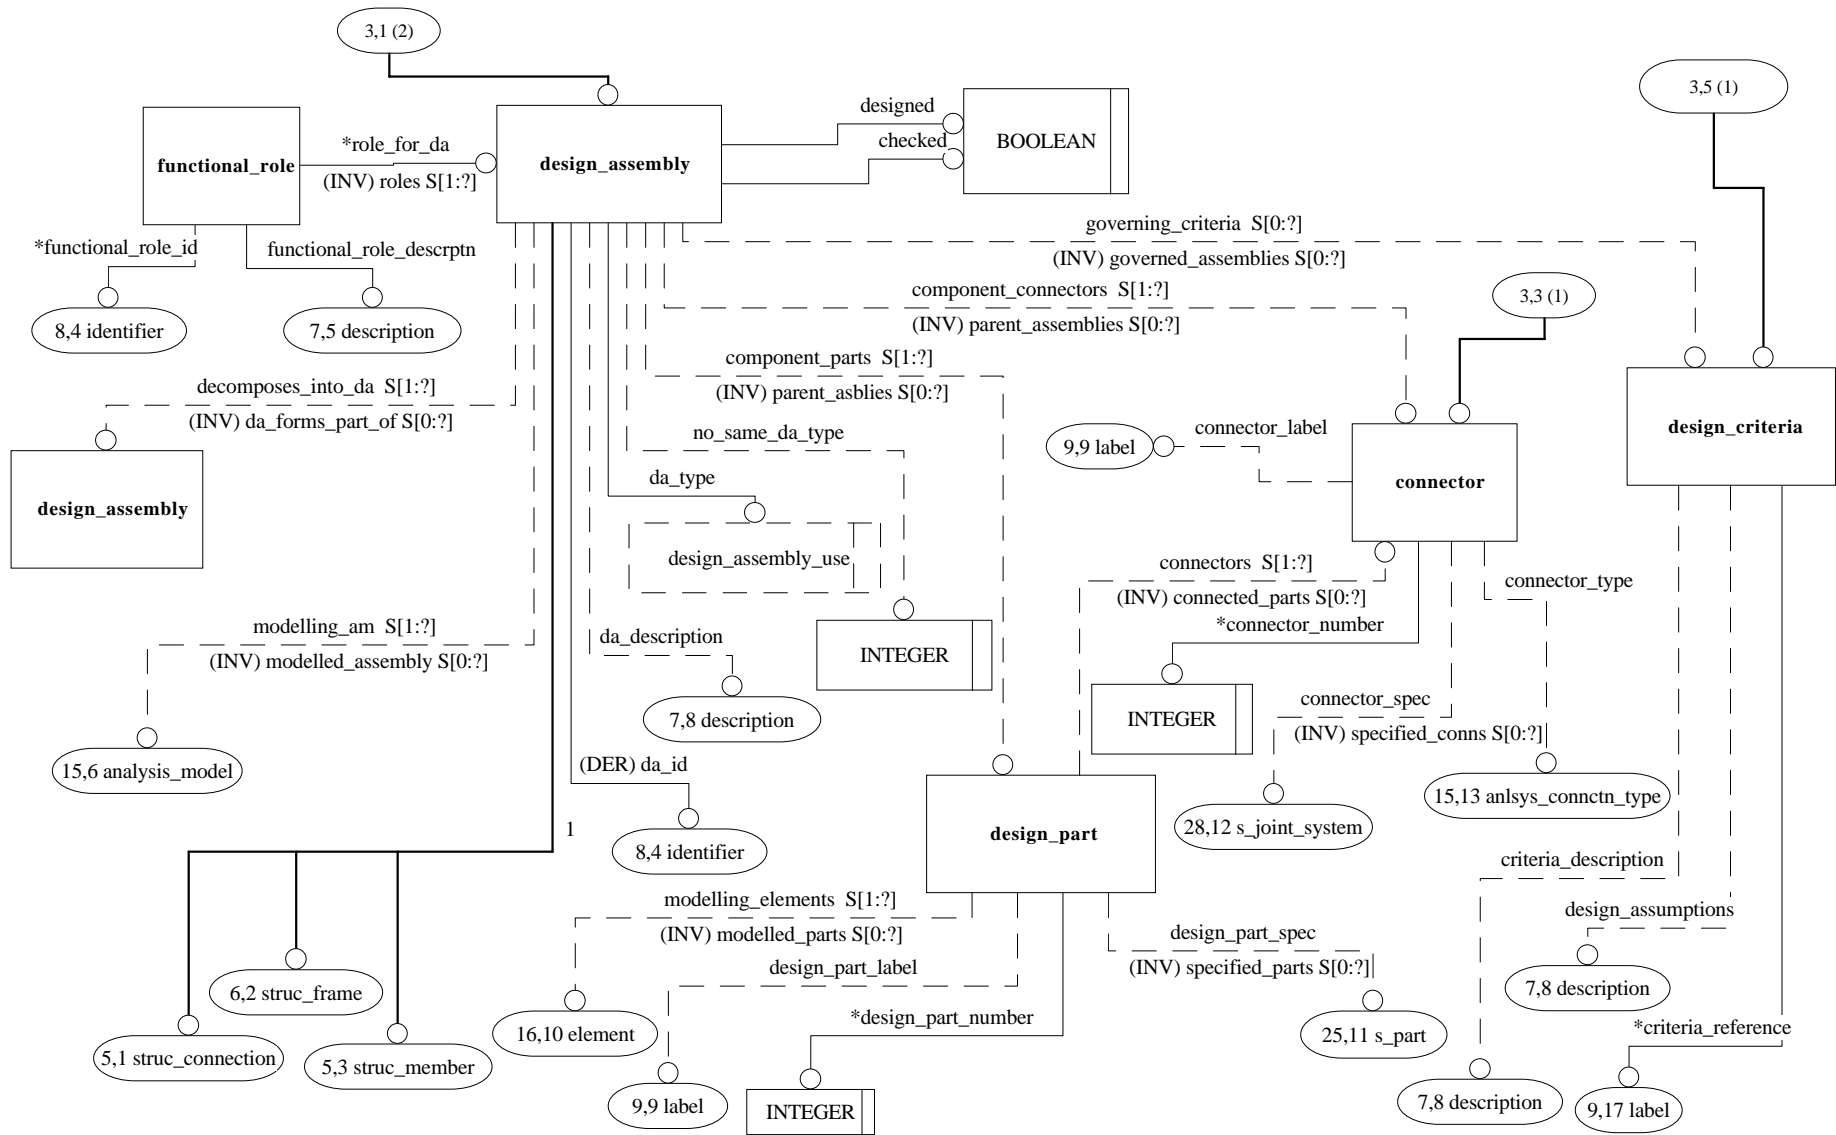 3,1 (2)
3,5 (1)
designed
checked
BOOLEAN
*role_for_da
(INV) roles S[1:?]
functional_role
design_assembly
*functional_role_id
functional_role_descrptn
8,4 identifier
7,5 description
governing_criteria S[0:?]
(INV) governed_assemblies S[0:?]
component_connectors S[1:?]
(INV) parent_assemblies S[0:?]
3,3 (1)
component_parts S[1:?]
(INV) parent_asblies S[0:?]
decomposes_into_da S[1:?]
(INV) da_forms_part_of S[0:?]
no_same_da_type
connector_label
9,9 label
design_criteria
connector
da_type
design_assembly
design_assembly_use
connectors S[1:?]
(INV) connected_parts S[0:?]
connector_type
*connector_number
modelling_am S[1:?]
(INV) modelled_assembly S[0:?]
da_description
INTEGER
connector_spec
(INV) specified_conns S[0:?]
7,8 description
INTEGER
15,6 analysis_model
(DER) da_id
15,13 anlsys_connctn_type
28,12 s_joint_system
1
design_part
8,4 identifier
criteria_description
modelling_elements S[1:?]
(INV) modelled_parts S[0:?]
design_assumptions
design_part_spec
(INV) specified_parts S[0:?]
design_part_label
6,2 struc_frame
7,8 description
*design_part_number
*criteria_reference
16,10 element
25,11 s_part
5,1 struc_connection
5,3 struc_member
9,9 label
INTEGER
7,8 description
9,17 label